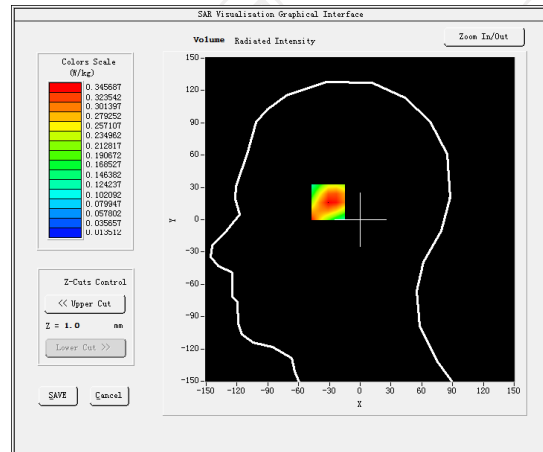 SAR Visualisation Graphical Interface
Volume Radiated Intensity
Zoom In/Out
Colors Scale
(W/kg)
0.345687
0.323542
0.301397
0.279252
0.257107
0.234962
0.212817
0.190672
0.168527
0.146382
0.124237
0.102092
0.079947
0.057802
0.035657
0.013512
Z-Cuts Control
<< Upper Cut
Z = 1.0 mm
Lower Cut >>
SAVE Cancel
150
120
90
60
30
0
-30
-60
-90
-120
-150
Y
-150 -120 -90 -60 -30 0 30 60 90 120 150
X